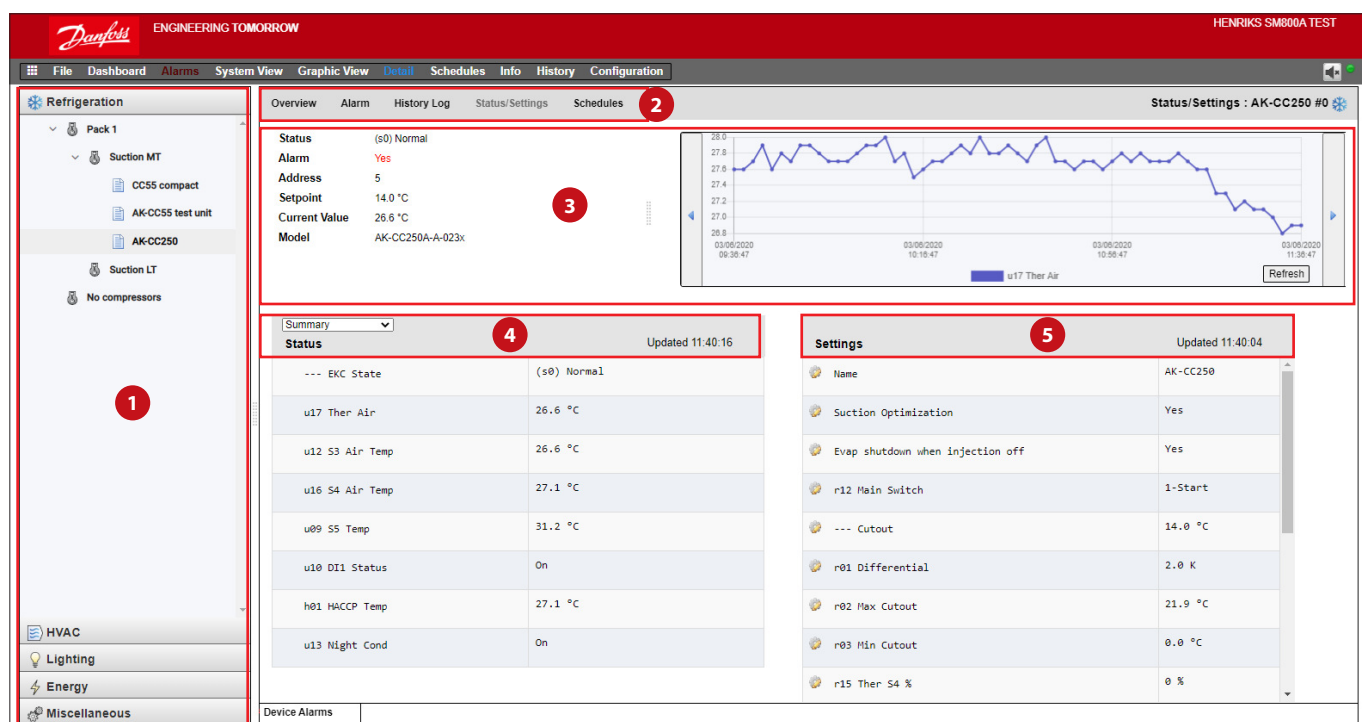 Danfoss ENGINEERING TOMORROW HENRIKS SM800A TEST
File Dashboard Alarms System View Graphic View Detail Schedules Info History Configuration
Refrigeration
Pack 1
Suction MT
CC55 compact
AK-CC55 test unit
AK-CC250
Suction LT
No compressors
1
HVAC
Lighting
Energy
Miscellaneous
Overview Alarm History Log Status/Settings Schedules 2 Status/Settings : AK-CC250 #0
Status (s0) Normal
Alarm Yes
Address 5
Setpoint 14.0 °C
Current Value 26.6 °C
Model AK-CC250A-A-023x
3
28.0
27.8
27.6
27.4
27.2
27.0
26.8
03/06/2020 03/06/2020 03/06/2020 03/06/2020
09:36:47 10:16:47 10:56:47 11:36:47
u17 Ther Air
Refresh
Summary
Status 4 Updated 11:40:16
--- EKC State (s0) Normal
u17 Ther Air 26.6 °C
u12 S3 Air Temp 26.6 °C
u16 S4 Air Temp 27.1 °C
u09 S5 Temp 31.2 °C
u10 DI1 Status On
h01 HACCP Temp 27.1 °C
u13 Night Cond On
Settings 5 Updated 11:40:04
Name AK-CC250
Suction Optimization Yes
Evap shutdown when injection off Yes
r12 Main Switch 1-Start
--- Cutout 14.0 °C
r01 Differential 2.0 K
r02 Max Cutout 21.9 °C
r03 Min Cutout 0.0 °C
r15 Ther S4 % 0 %
Device Alarms